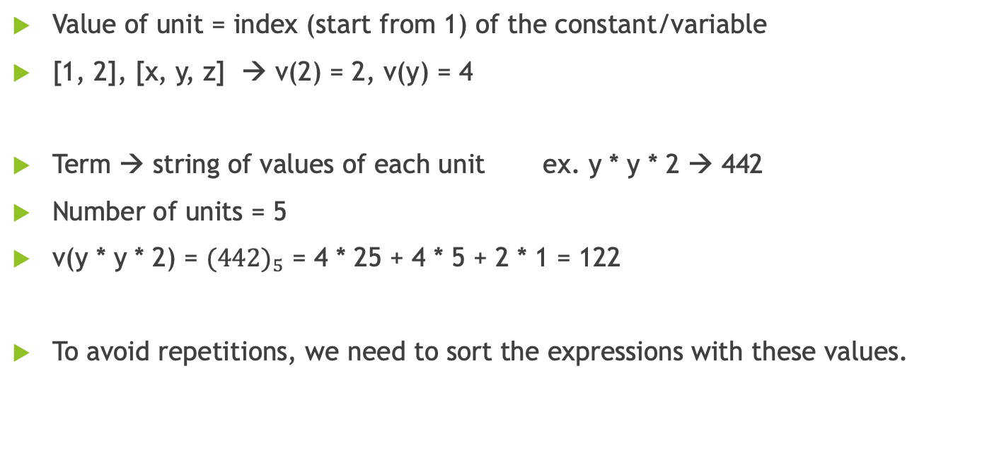 Value of unit = index (start from 1) of the constant/variable
[1, 2], [x, y, z] → v(2) = 2, v(y) = 4
Term → string of values of each unit ex. y * y * 2 → 442
Number of units = 5
v(y * y * 2) = (442)₅ = 4 * 25 + 4 * 5 + 2 * 1 = 122
To avoid repetitions, we need to sort the expressions with these values.